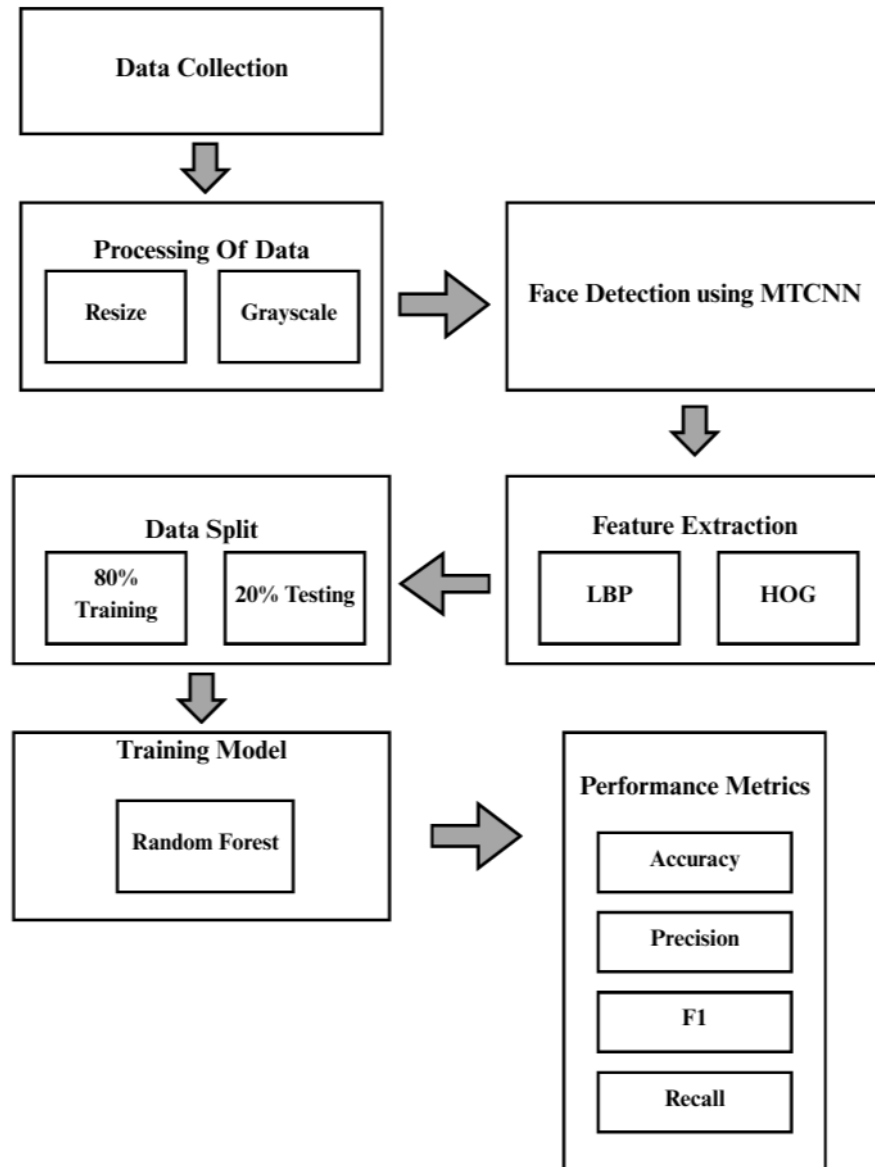 Data Collection
Processing Of Data
Resize
Grayscale
Face Detection using MTCNN
Feature Extraction
LBP
HOG
Data Split
80%
Training
20% Testing
Training Model
Random Forest
Performance Metrics
Accuracy
Precision
F1
Recall